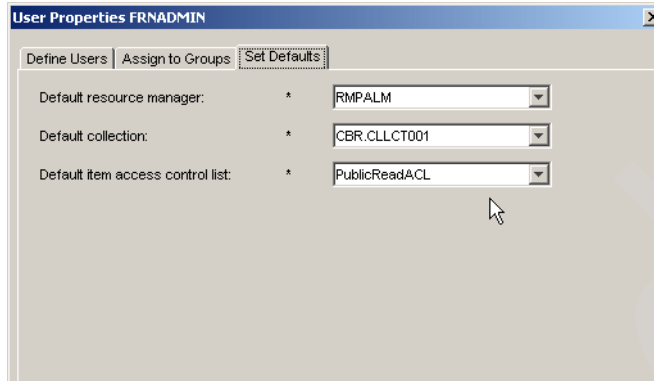 User Properties FRNADMIN
Define Users Assign to Groups Set Defaults
Default resource manager: * RMPALM
Default collection: * CBR.CLLCT001
Default item access control list: * PublicReadACL